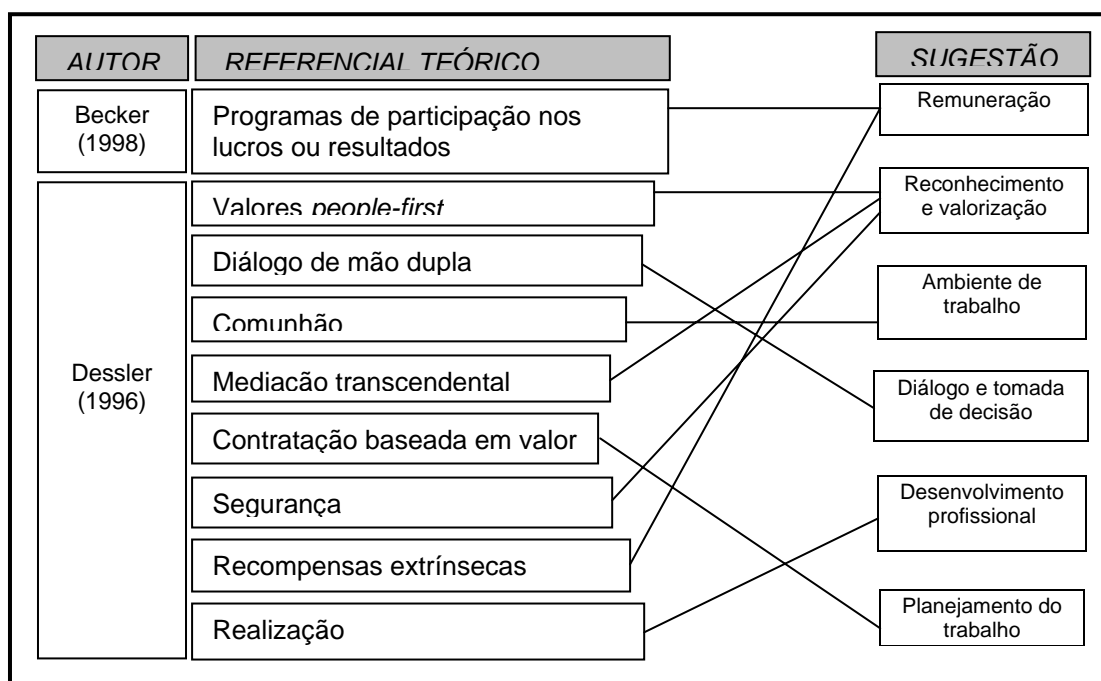 AUTOR
REFERENCIAL TEÓRICO
SUGESTÃO
Becker
(1998)
Programas de participação nos
lucros ou resultados
Remuneração
Dessler
(1996)
Valores people-first
Diálogo de mão dupla
Comunhão
Mediacão transcendental
Contratação baseada em valor
Segurança
Recompensas extrínsecas
Realização
Reconhecimento
e valorização
Ambiente de
trabalho
Diálogo e tomada
de decisão
Desenvolvimento
profissional
Planejamento do
trabalho